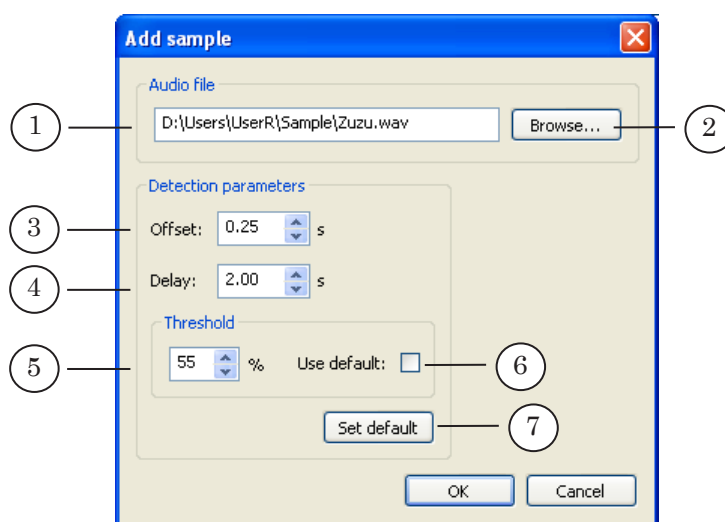 Add sample
Audio file
1 D:\Users\UserR\Sample\Zuzu.wav Browse... 2
Detection parameters
3 Offset: 0.25 s
4 Delay: 2.00 s
Threshold
5 55 % Use default: 6
Set default 7
OK Cancel